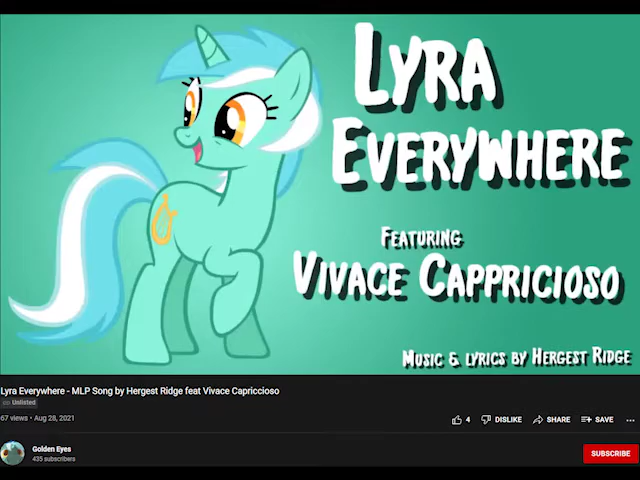 LYRA
EVERYWHERE
FEATURING
VIVACE CAPPRICIOSO
MUSIC & LYRICS BY HERGEST RIDGE
Lyra Everywhere - MLP Song by Hergest Ridge feat Vivace Capriccioso
Unlisted
67 views • Aug 28, 2021
4 DISLIKE SHARE SAVE ...
Golden Eyes
435 subscribers
SUBSCRIBE